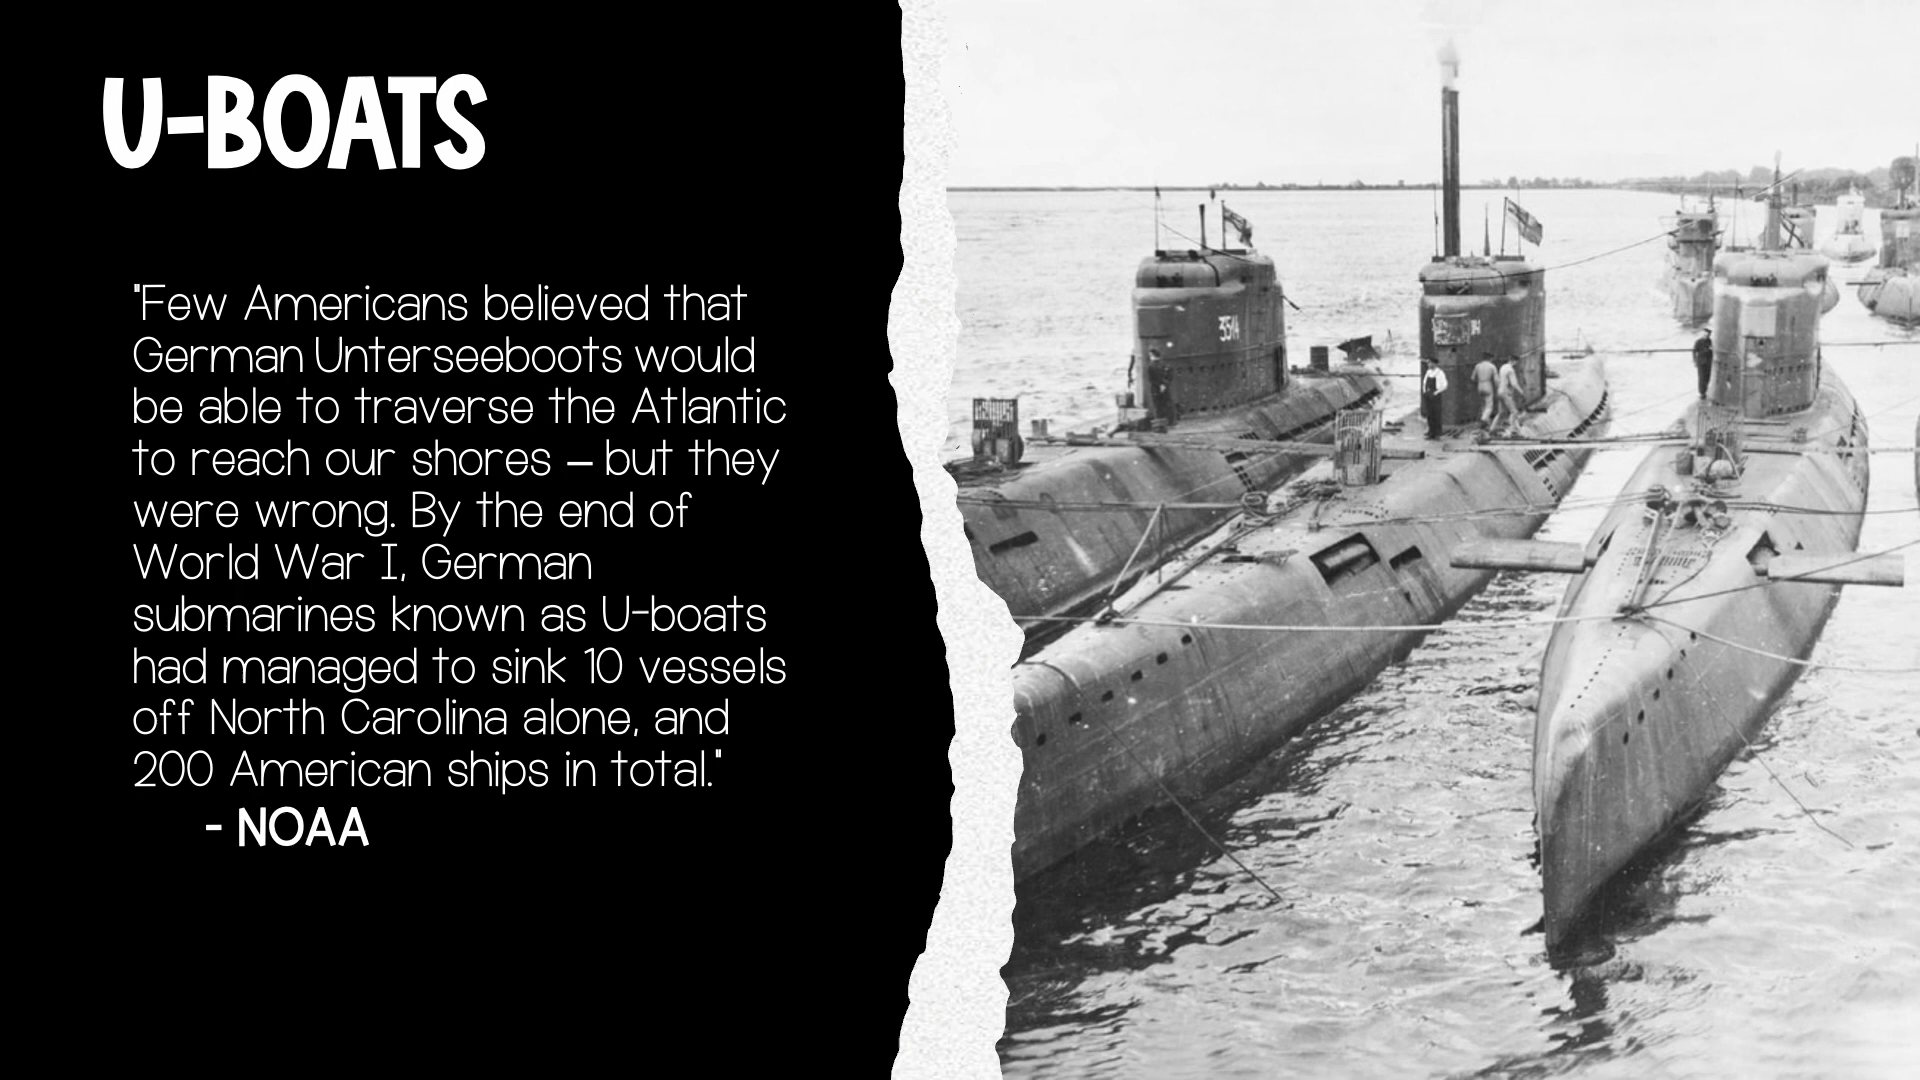 U-BOATS
"Few Americans believed that
German Unterseeboots would
be able to traverse the Atlantic
to reach our shores – but they
were wrong. By the end of
World War I, German
submarines known as U-boats
had managed to sink 10 vessels
off North Carolina alone, and
200 American ships in total."
- NOAA
3514